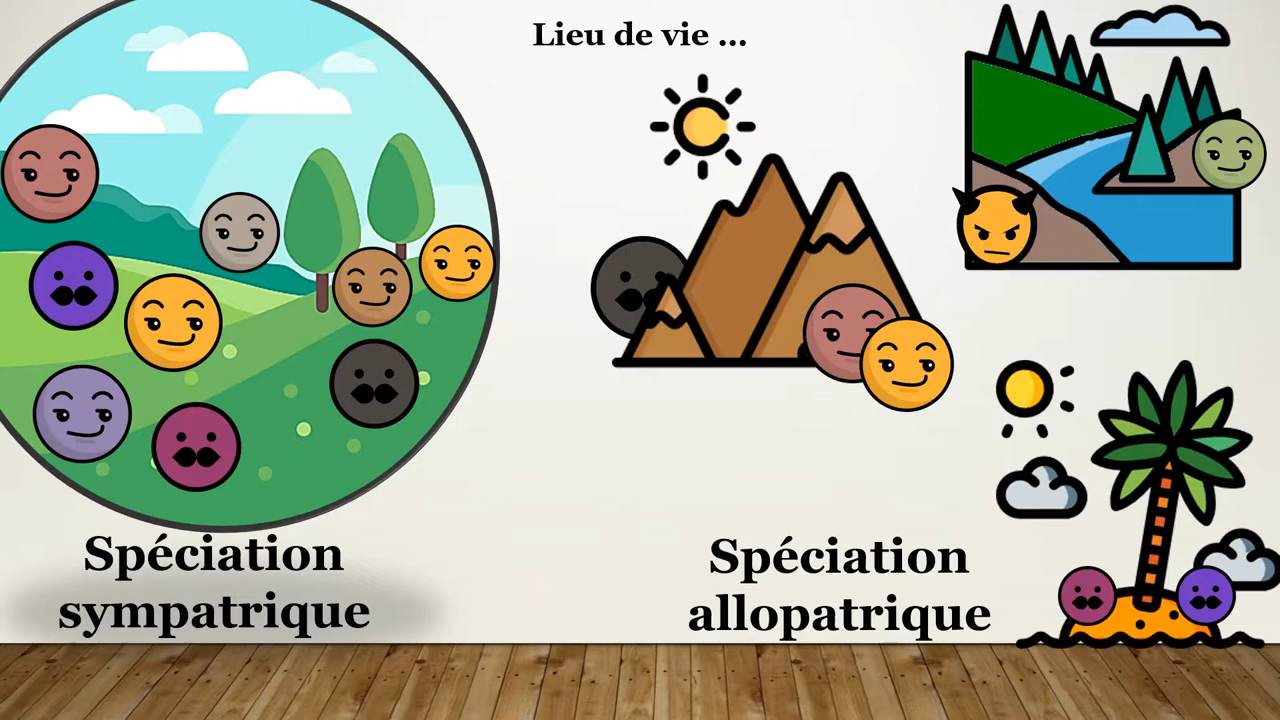 Lieu de vie ...
Spéciation
sympatrique
Spéciation
allopatrique